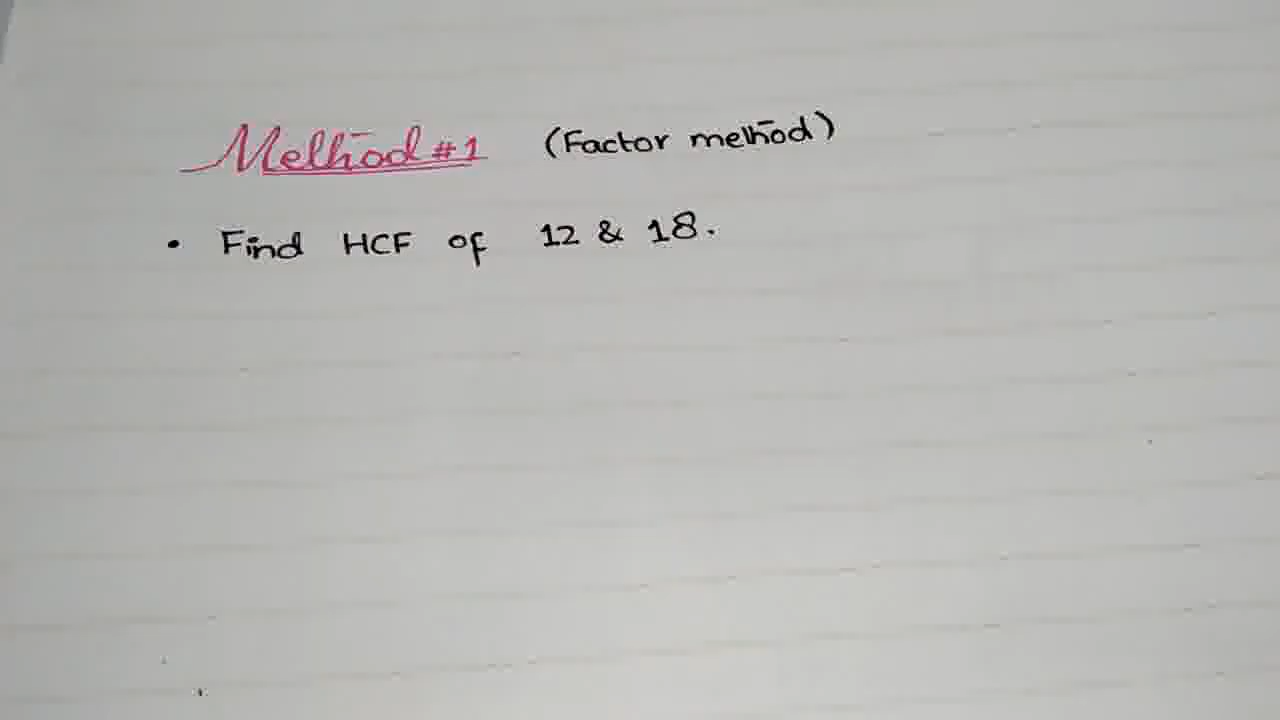 Method #1 (Factor method)
• Find HCF of 12 & 18.